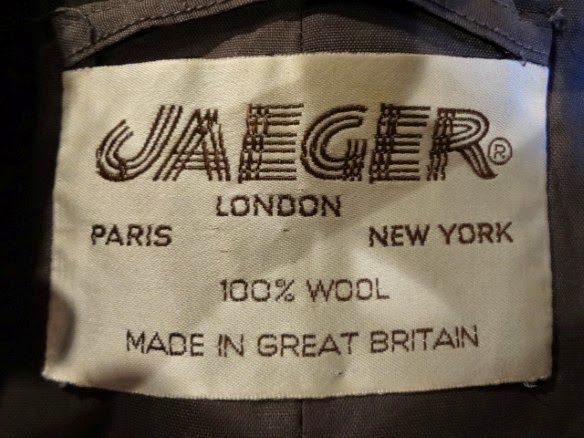 JAEGER®
LONDON
PARIS NEW YORK
100% WOOL
MADE IN GREAT BRITAIN